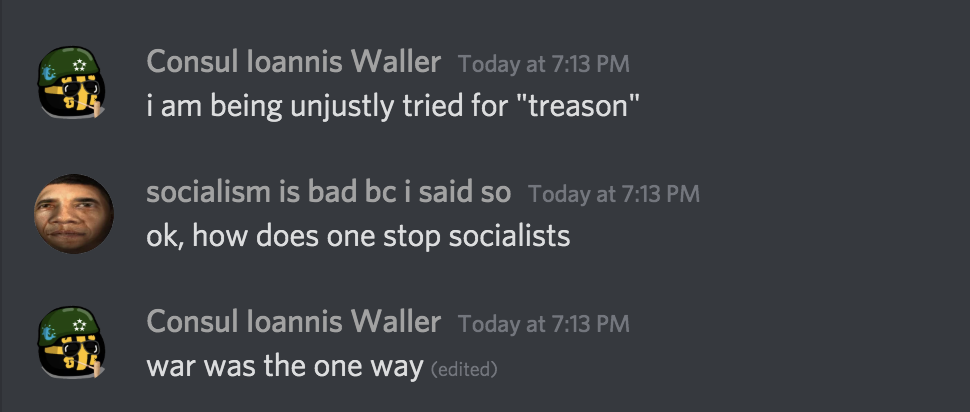 Consul Ioannis Waller Today at 7:13 PM
i am being unjustly tried for "treason"
socialism is bad bc i said so Today at 7:13 PM
ok, how does one stop socialists
Consul Ioannis Waller Today at 7:13 PM
war was the one way (edited)